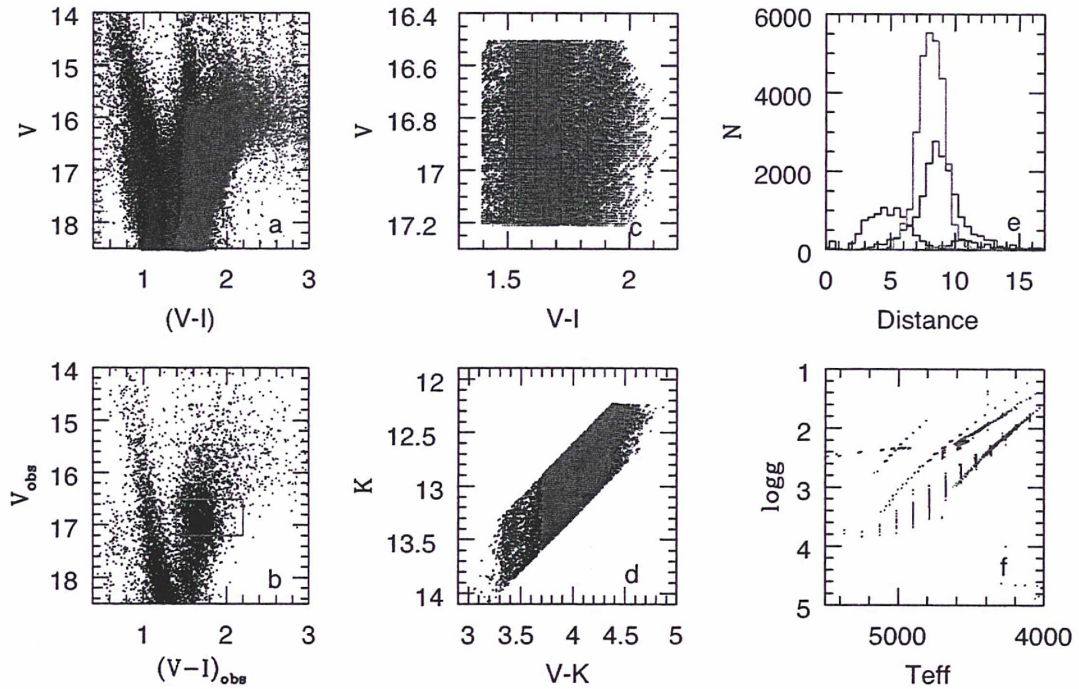 14
15
16
17
18
V
a
1 2 3
(V-I)
16.4
16.6
16.8
17
17.2
V
c
1.5 2
V-I
6000
4000
2000
0
N
e
0 5 10 15
Distance
14
15
16
17
18
Vobs
b
1 2 3
(V-I)obs
12
12.5
13
13.5
14
K
d
3 3.5 4 4.5 5
V-K
1
2
3
4
5
logg
f
5000 4000
Teff